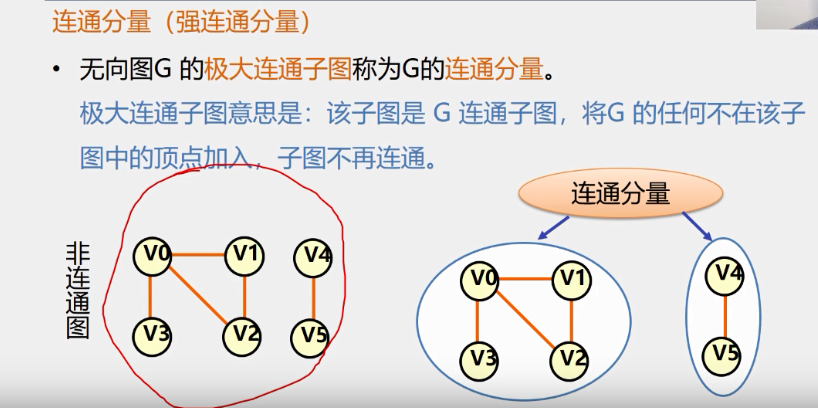 连通分量（强连通分量）
• 无向图G 的极大连通子图称为G的连通分量。
极大连通子图意思是：该子图是 G 连通子图，将G 的任何不在该子
图中的顶点加入，子图不再连通。
连通分量
非连通图
V0 V1 V4
V3 V2 V5
V0 V1 V4
V3 V2 V5